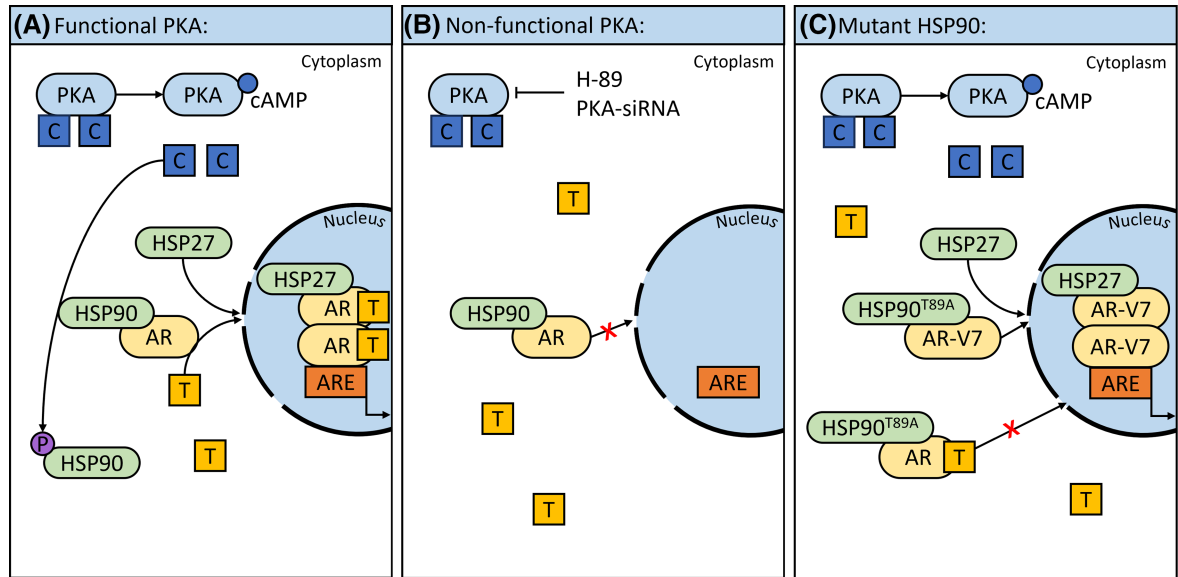 (A) Functional PKA:
Cytoplasm
PKA
PKA
cAMP
C
C
C
C
Nucleus
HSP27
HSP27
HSP90
AR
T
AR
AR
T
T
ARE
P
HSP90
T
(B) Non-functional PKA:
Cytoplasm
PKA
H-89
PKA-siRNA
C
C
T
Nucleus
HSP90
AR
ARE
T
T
(C) Mutant HSP90:
Cytoplasm
PKA
PKA
cAMP
C
C
C
C
T
Nucleus
HSP27
HSP27
HSP90T89A
AR-V7
AR-V7
AR-V7
ARE
HSP90T89A
AR
T
T